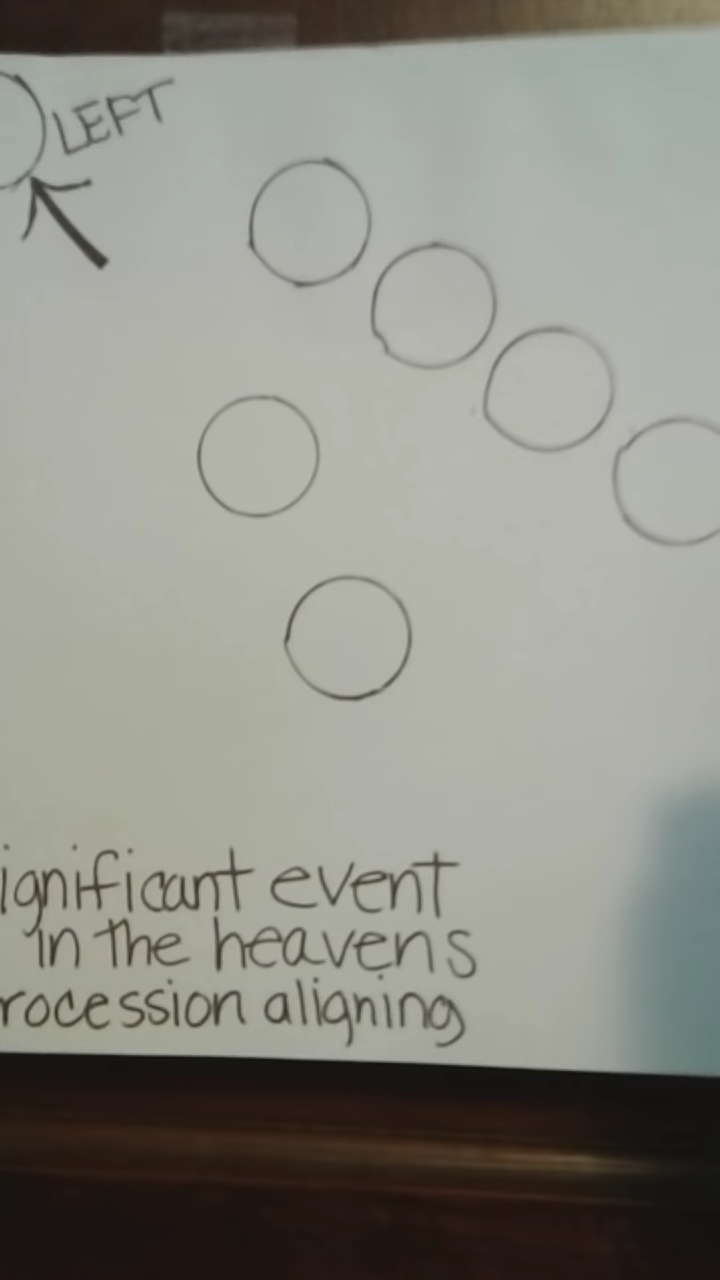 LEFT
ignificant event
in the heavens
rocession aligning